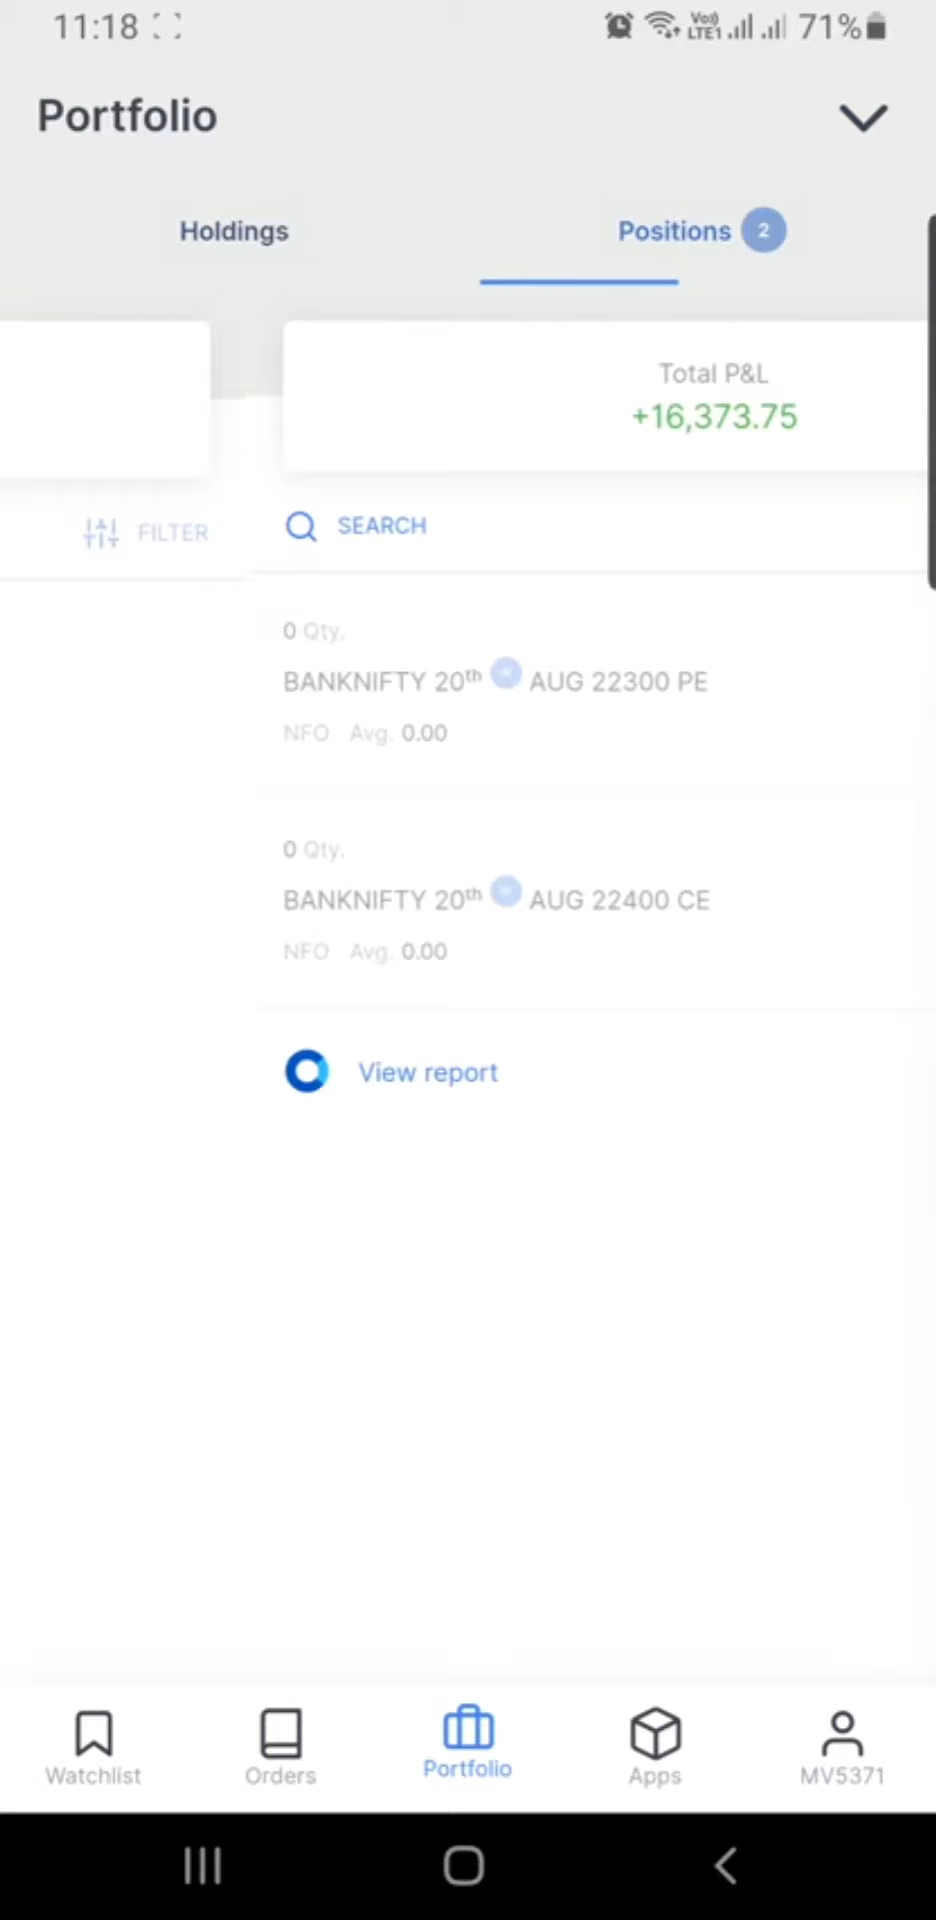 11:18 Vo)) LTE1 71%
Portfolio
Holdings Positions 2
Total P&L
+16,373.75
FILTER SEARCH
0 Qty.
BANKNIFTY 20th AUG 22300 PE
NFO Avg. 0.00
0 Qty.
BANKNIFTY 20th AUG 22400 CE
NFO Avg. 0.00
View report
Watchlist Orders Portfolio Apps MV5371